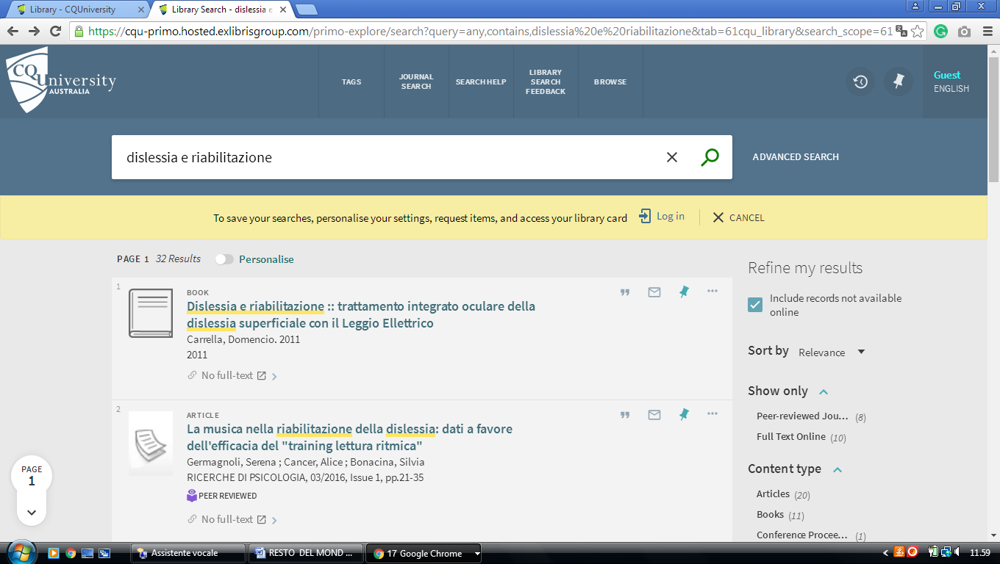 Library - CQUniversity
Library Search - dislessia e
https://cqu-primo.hosted.exlibrisgroup.com/primo-explore/search?query=any,contains,dislessia%20e%20riabilitazione&tab=61cqu_library&search_scope=61
CQUniversity
AUSTRALIA
TAGS
JOURNAL
SEARCH
SEARCH HELP
LIBRARY
SEARCH
FEEDBACK
BROWSE
Guest
ENGLISH
dislessia e riabilitazione
ADVANCED SEARCH
To save your searches, personalise your settings, request items, and access your library card
Log in
CANCEL
PAGE 1 32 Results
Personalise
1
BOOK
Dislessia e riabilitazione :: trattamento integrato oculare della
dislessia superficiale con il Leggio Ellettrico
Carrella, Domencio. 2011
2011
No full-text
2
ARTICLE
La musica nella riabilitazione della dislessia: dati a favore
dell'efficacia del "training lettura ritmica"
Germagnoli, Serena ; Cancer, Alice ; Bonacina, Silvia
RICERCHE DI PSICOLOGIA, 03/2016, Issue 1, pp.21-35
PEER REVIEWED
No full-text
Refine my results
Include records not available
online
Sort by Relevance
Show only
Peer-reviewed Jou... (8)
Full Text Online (10)
Content type
Articles (20)
Books (11)
Conference Procee... (1)
PAGE
1
Assistente vocale
RESTO DEL MOND ...
17 Google Chrome
11.59